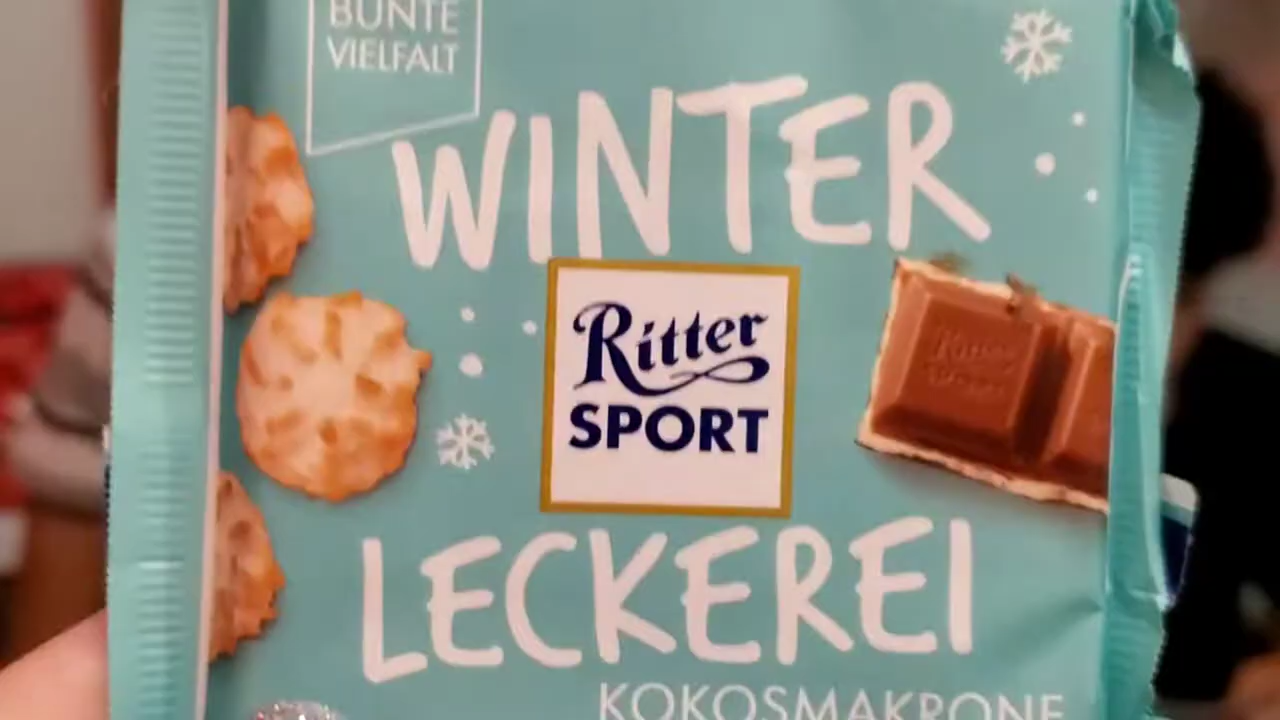 BUNTE
VIELFALT
WINTER
Ritter
SPORT
LECKEREI
KOKOSMAKRONE